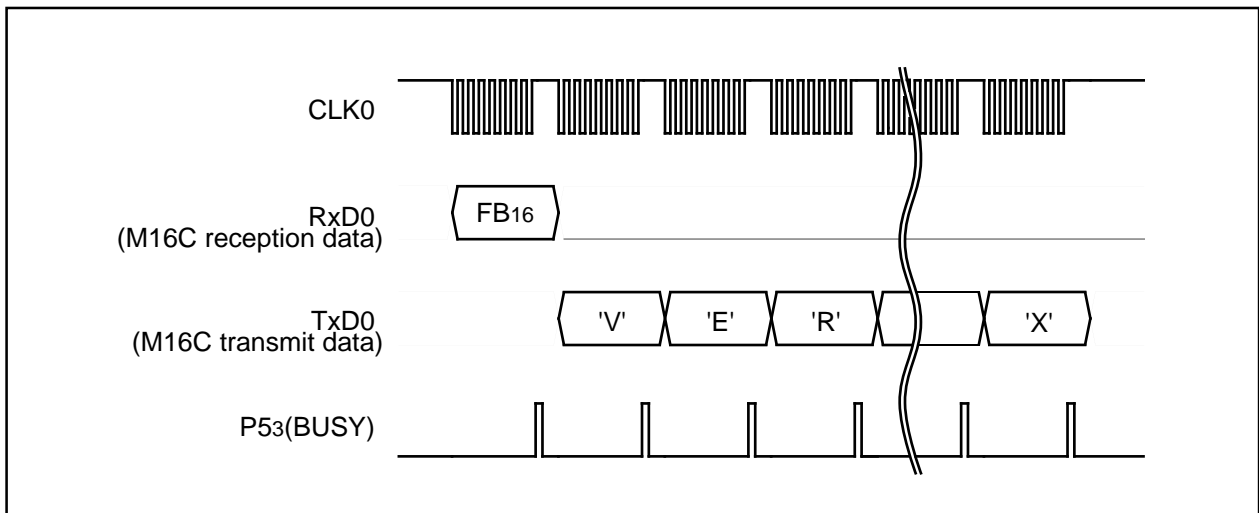 CLK0
RxD0
(M16C reception data)
FB16
TxD0
(M16C transmit data)
'V' 'E' 'R' 'X'
P53(BUSY)